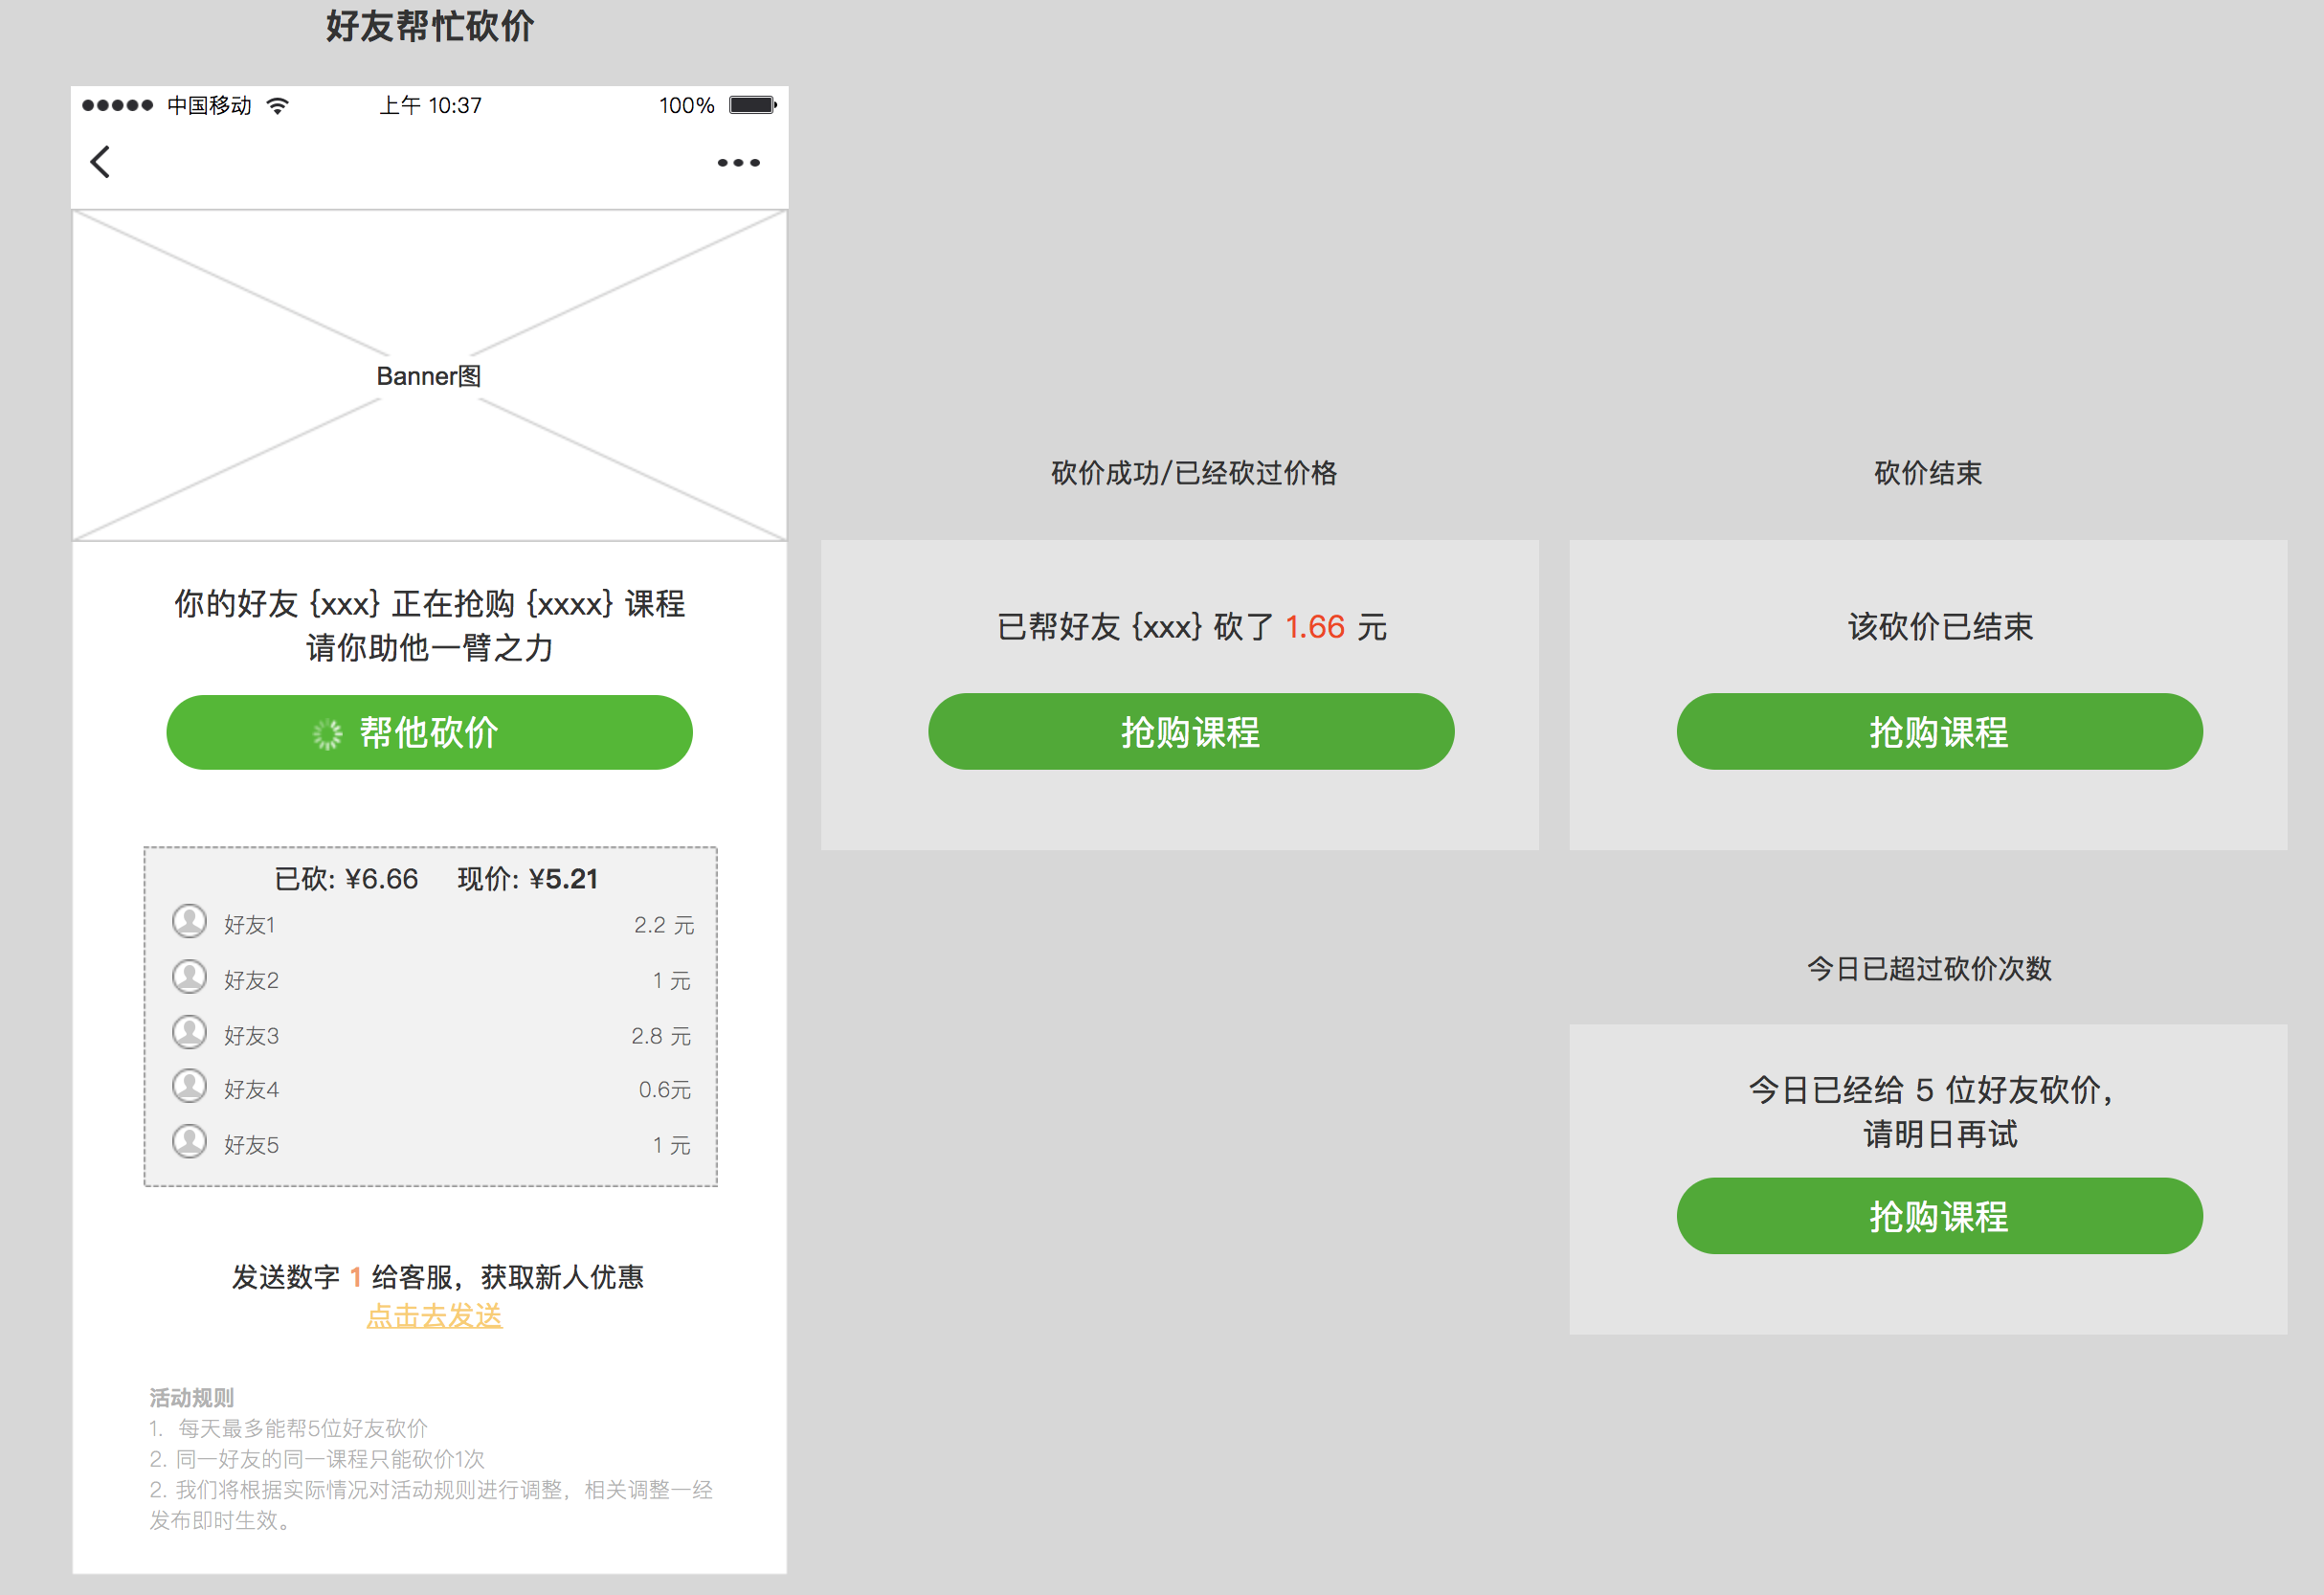 好友帮忙砍价
中国移动 上午 10:37 100%
Banner图
你的好友 {xxx} 正在抢购 {xxxx} 课程
请你助他一臂之力
帮他砍价
已砍: ¥6.66 现价: ¥5.21
好友1 2.2 元
好友2 1 元
好友3 2.8 元
好友4 0.6元
好友5 1 元
发送数字 1 给客服，获取新人优惠
点击去发送
活动规则
1. 每天最多能帮5位好友砍价
2. 同一好友的同一课程只能砍价1次
2. 我们将根据实际情况对活动规则进行调整，相关调整一经
发布即时生效。
砍价成功/已经砍过价格
已帮好友 {xxx} 砍了 1.66 元
抢购课程
砍价结束
该砍价已结束
抢购课程
今日已超过砍价次数
今日已经给 5 位好友砍价，
请明日再试
抢购课程